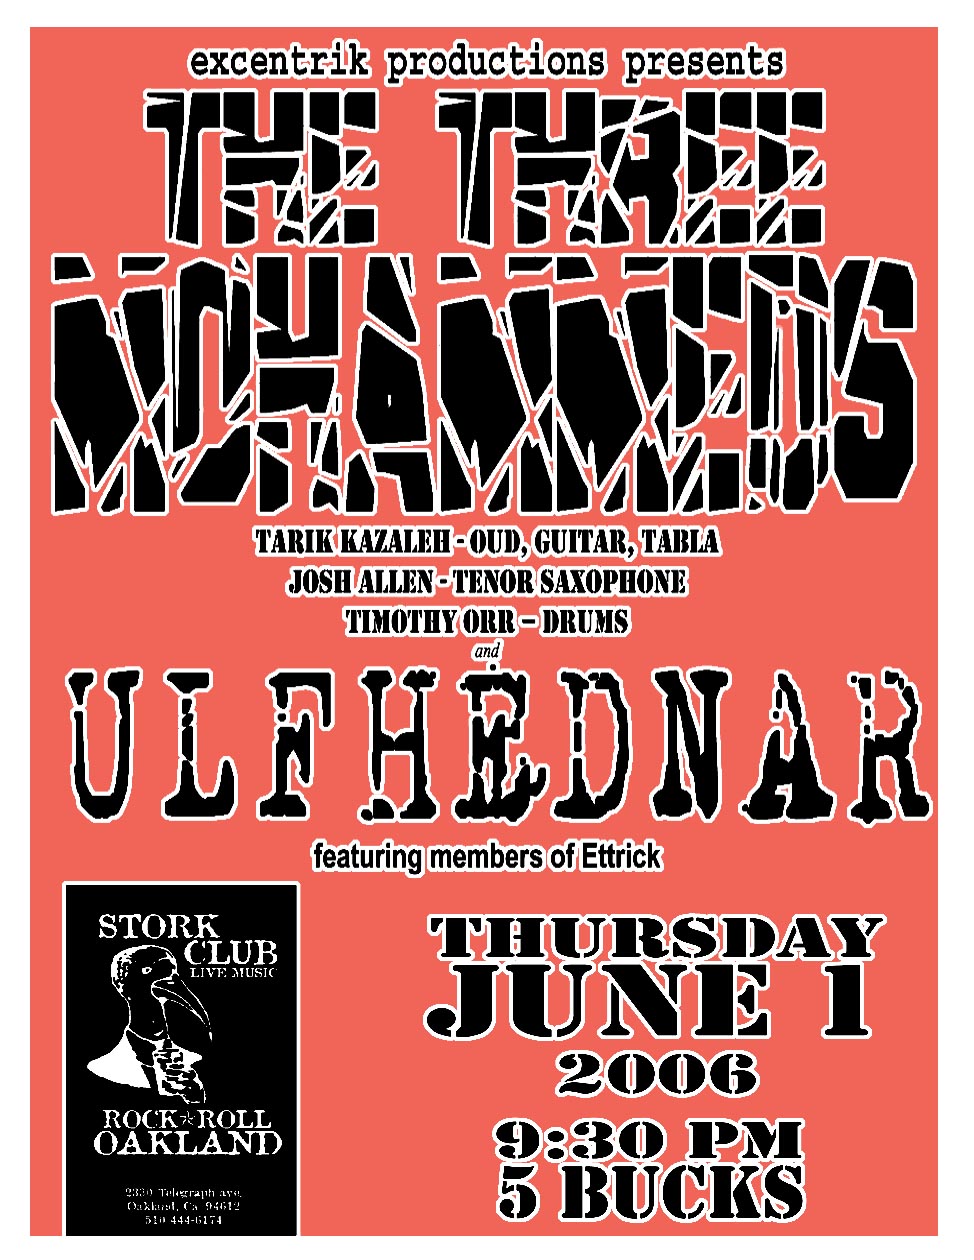 excentrik productions presents
THE THREE
MOHAMMEDS
TARIK KAZALEH - OUD, GUITAR, TABLA
JOSH ALLEN - TENOR SAXOPHONE
TIMOTHY ORR – DRUMS
and
ULFHEDNAR
featuring members of Ettrick
STORK
CLUB
LIVE MUSIC
ROCK ROLL
OAKLAND
2330 Telegraph ave.
Oakland, Ca 94612
510-444-6174
THURSDAY
JUNE 1
2006
9:30 PM
5 BUCKS